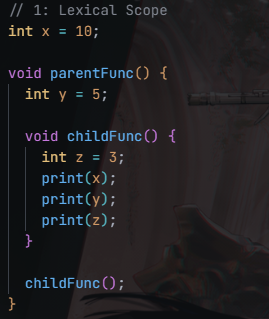 // 1: Lexical Scope
int x = 10;
void parentFunc() {
int y = 5;
void childFunc() {
int z = 3;
print(x);
print(y);
print(z);
}
childFunc();
}